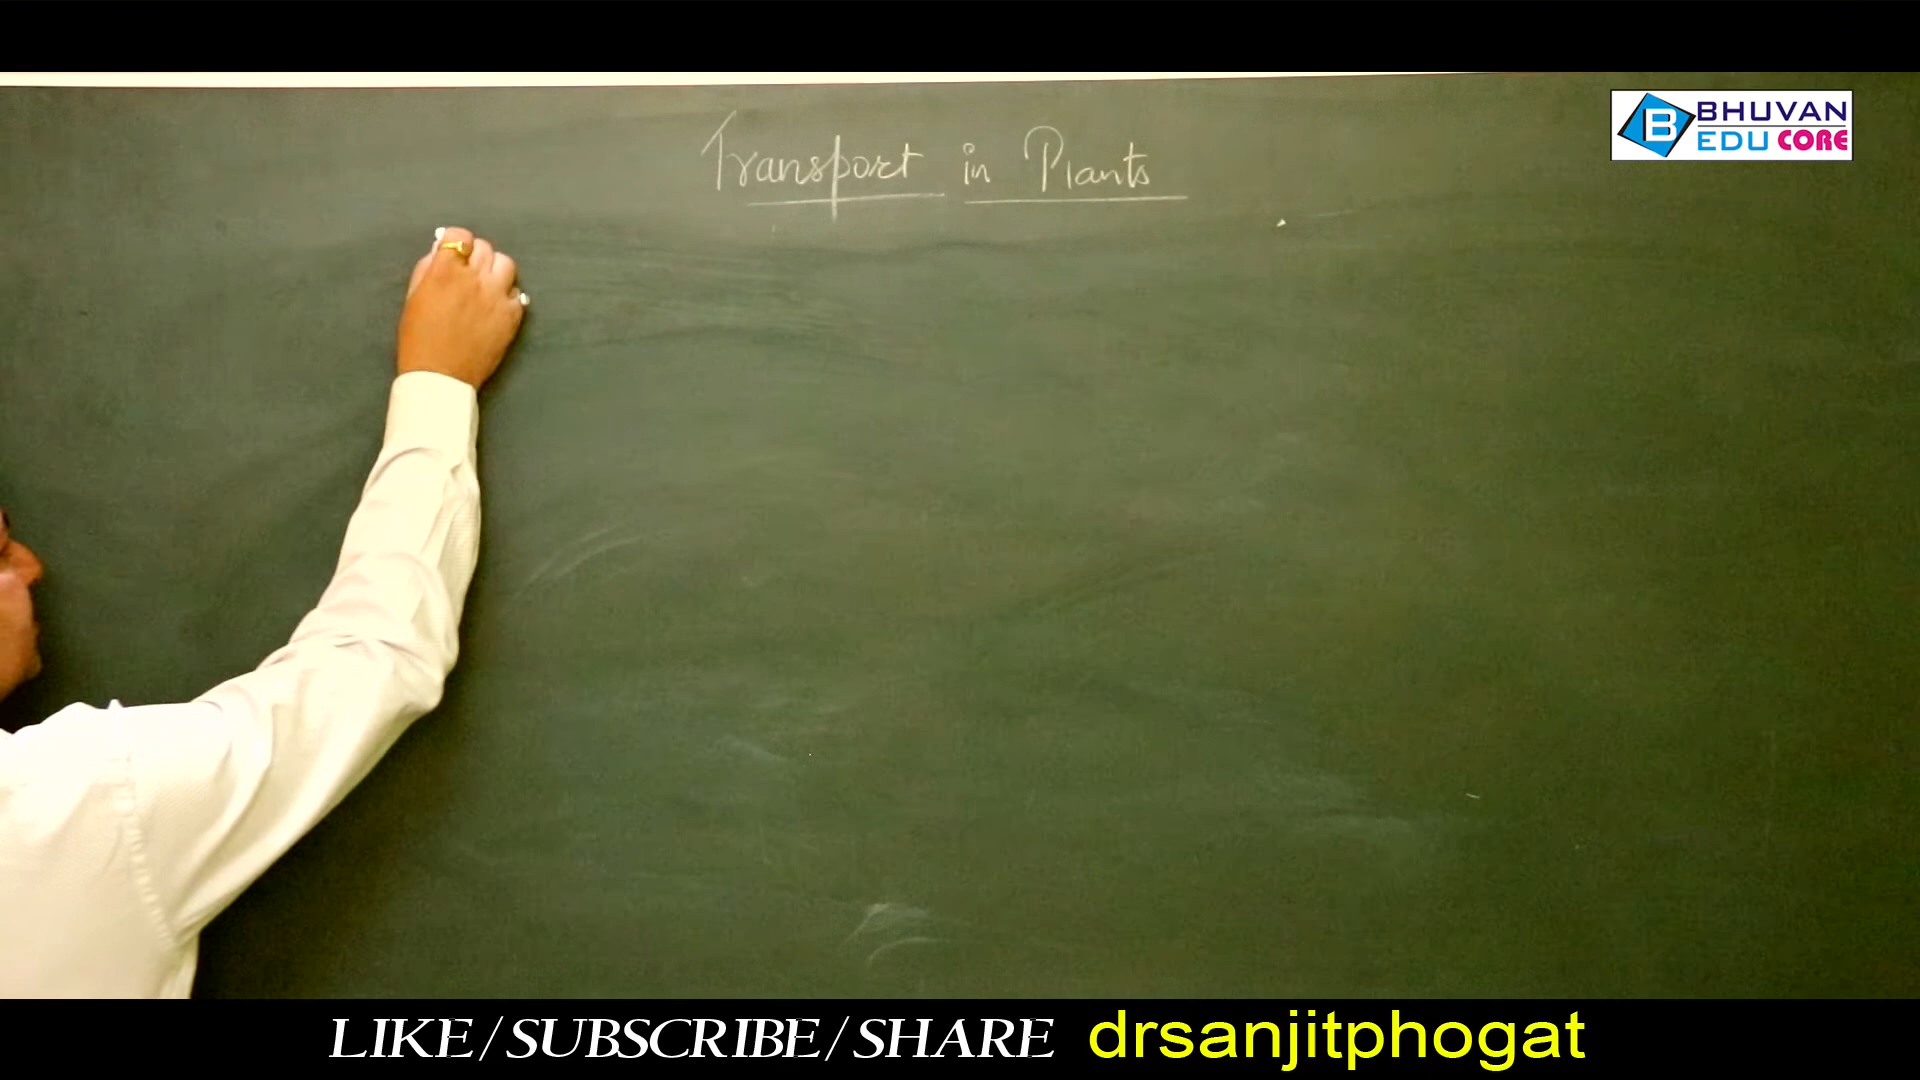 Transport in Plants
B BHUVAN
EDU CORE
LIKE/SUBSCRIBE/SHARE drsanjitphogat